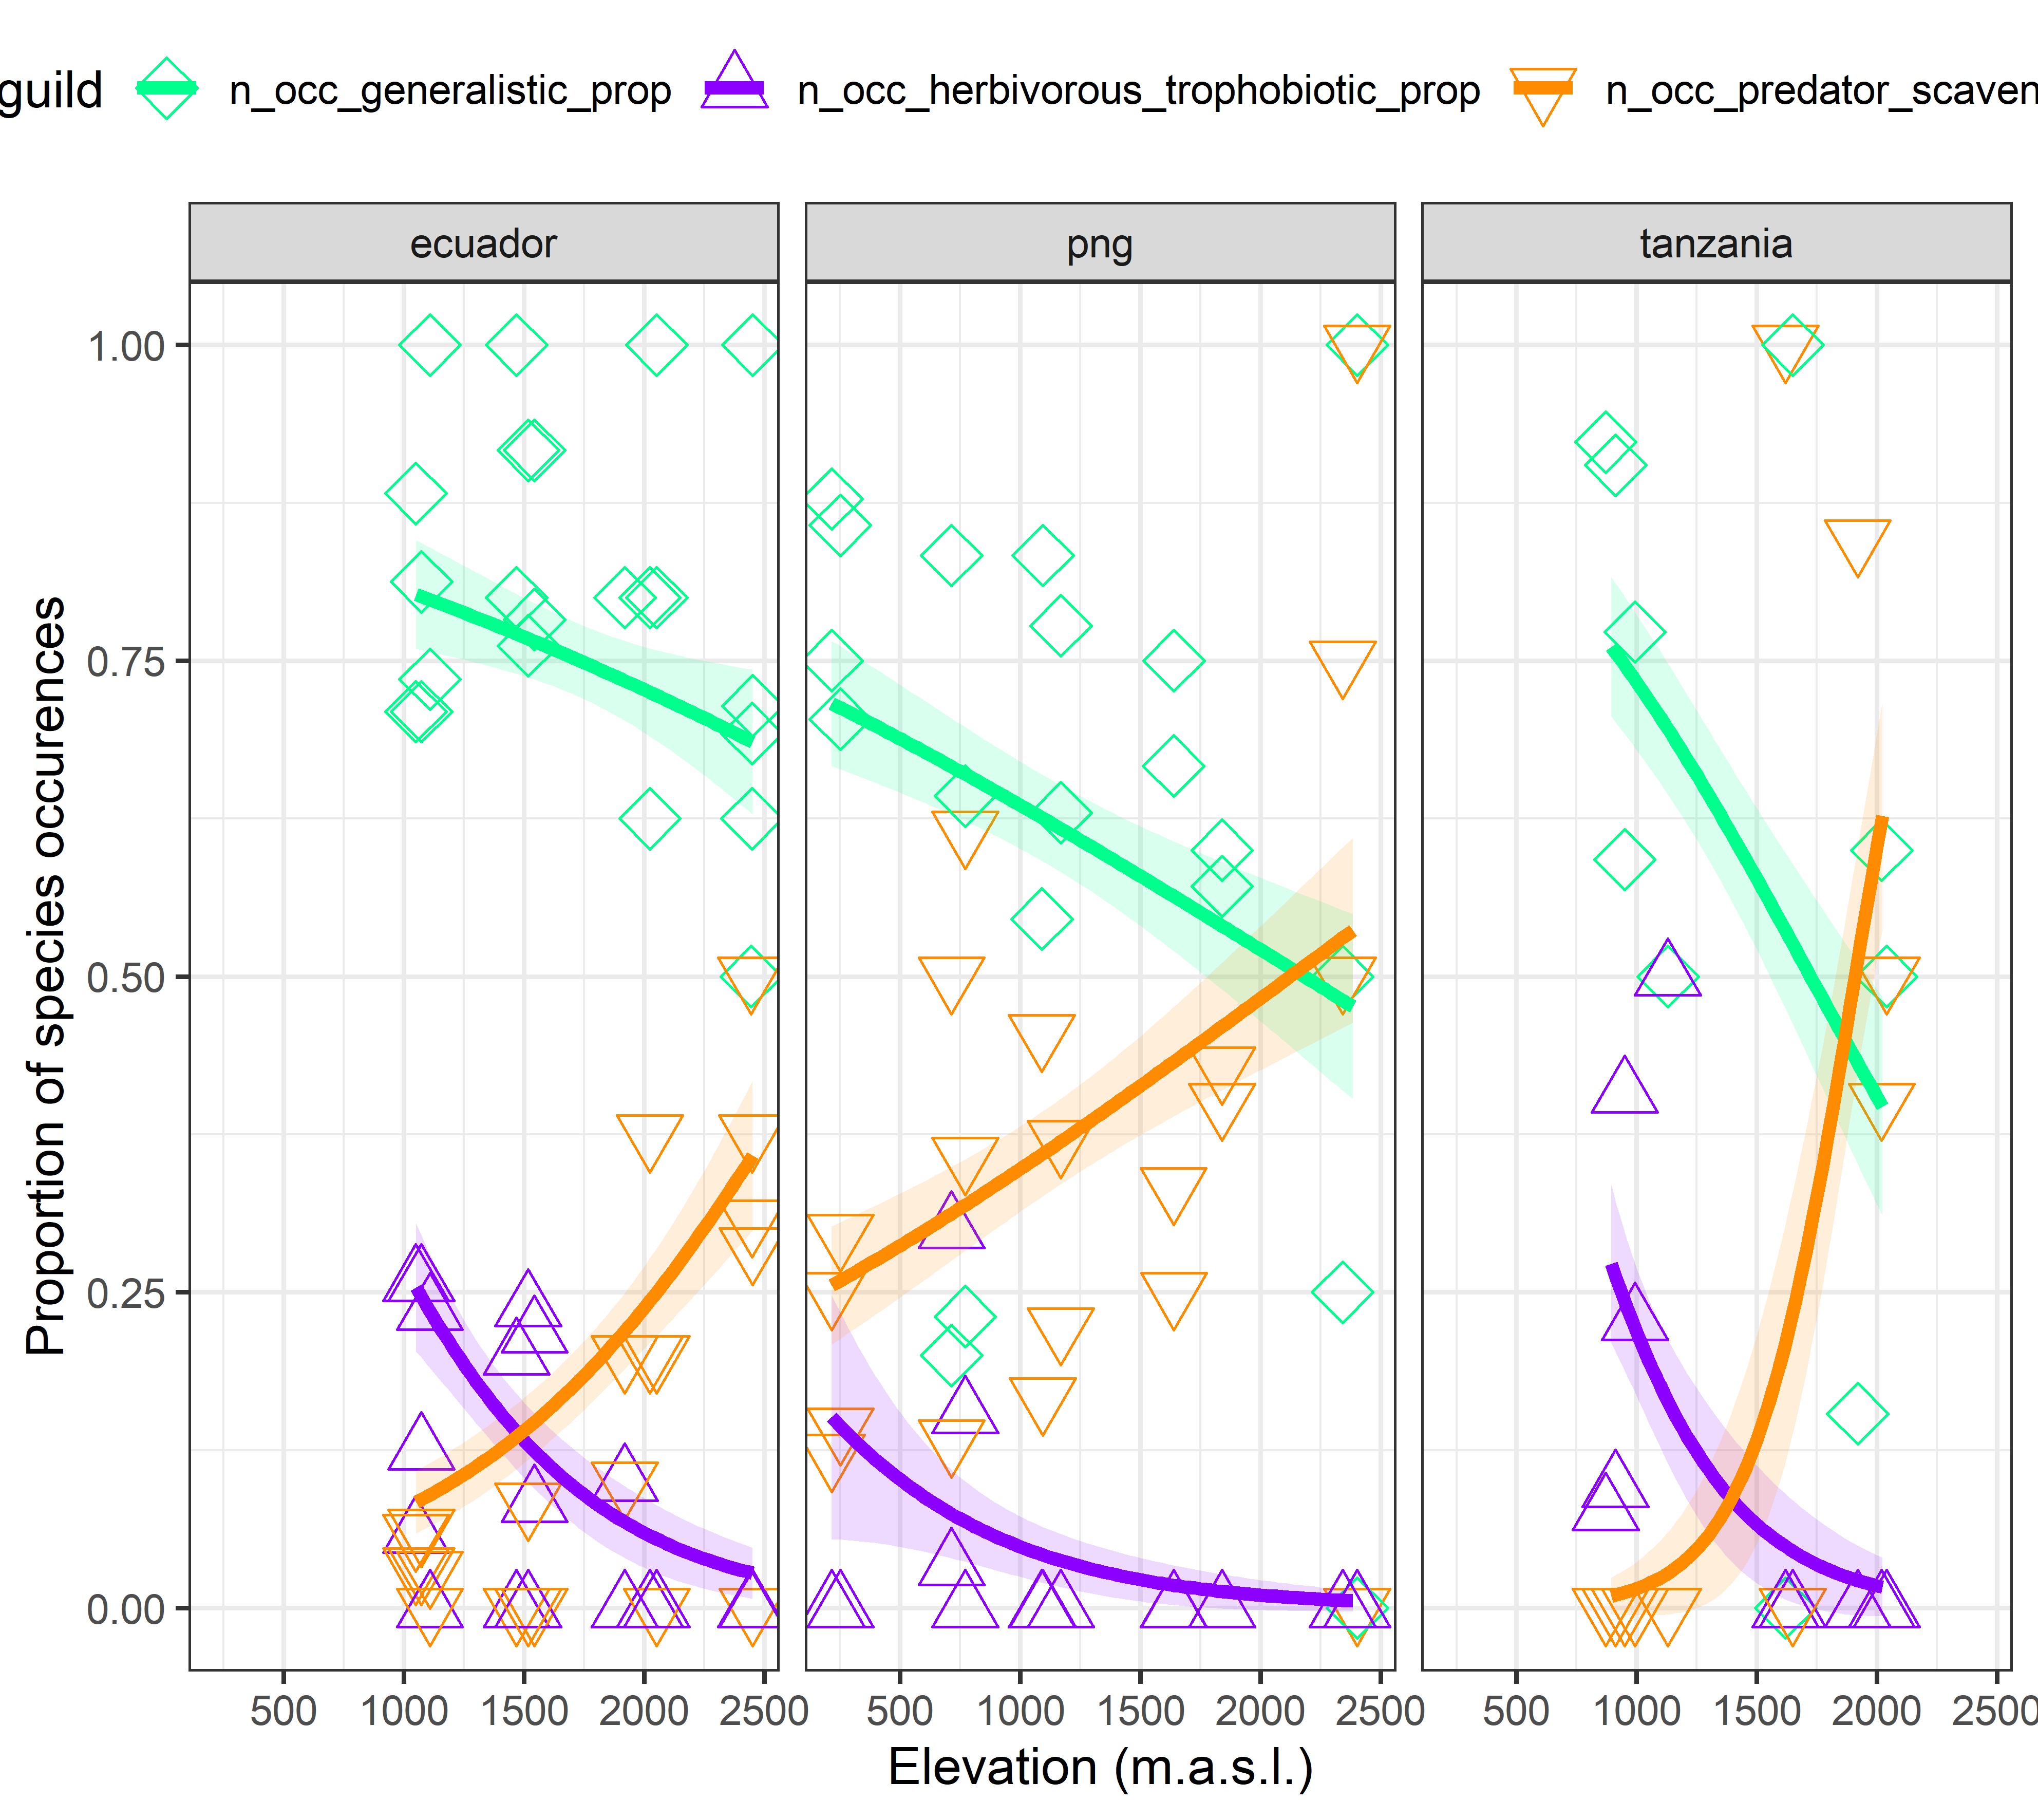 guild n_occ_generalistic_prop n_occ_herbivorous_trophobiotic_prop n_occ_predator_scaven
ecuador png tanzania
1.00
0.75
0.50
0.25
0.00
Proportion of species occurences
500 1000 1500 2000 2500 500 1000 1500 2000 2500 500 1000 1500 2000 2500
Elevation (m.a.s.l.)